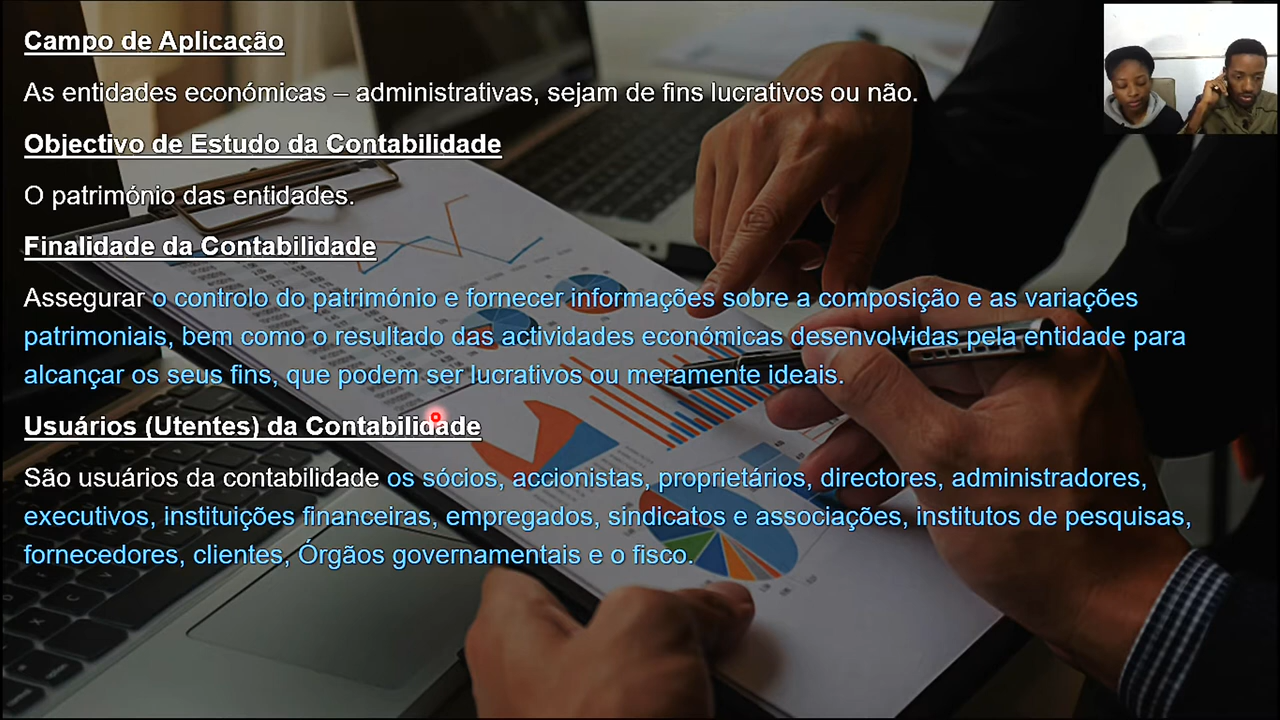 Campo de Aplicação
As entidades económicas – administrativas, sejam de fins lucrativos ou não.
Objectivo de Estudo da Contabilidade
O património das entidades.
Finalidade da Contabilidade
Assegurar o controlo do património e fornecer informações sobre a composição e as variações
patrimoniais, bem como o resultado das actividades económicas desenvolvidas pela entidade para
alcançar os seus fins, que podem ser lucrativos ou meramente ideais.
Usuários (Utentes) da Contabilidade
São usuários da contabilidade os sócios, accionistas, proprietários, directores, administradores,
executivos, instituições financeiras, empregados, sindicatos e associações, institutos de pesquisas,
fornecedores, clientes, Órgãos governamentais e o fisco.